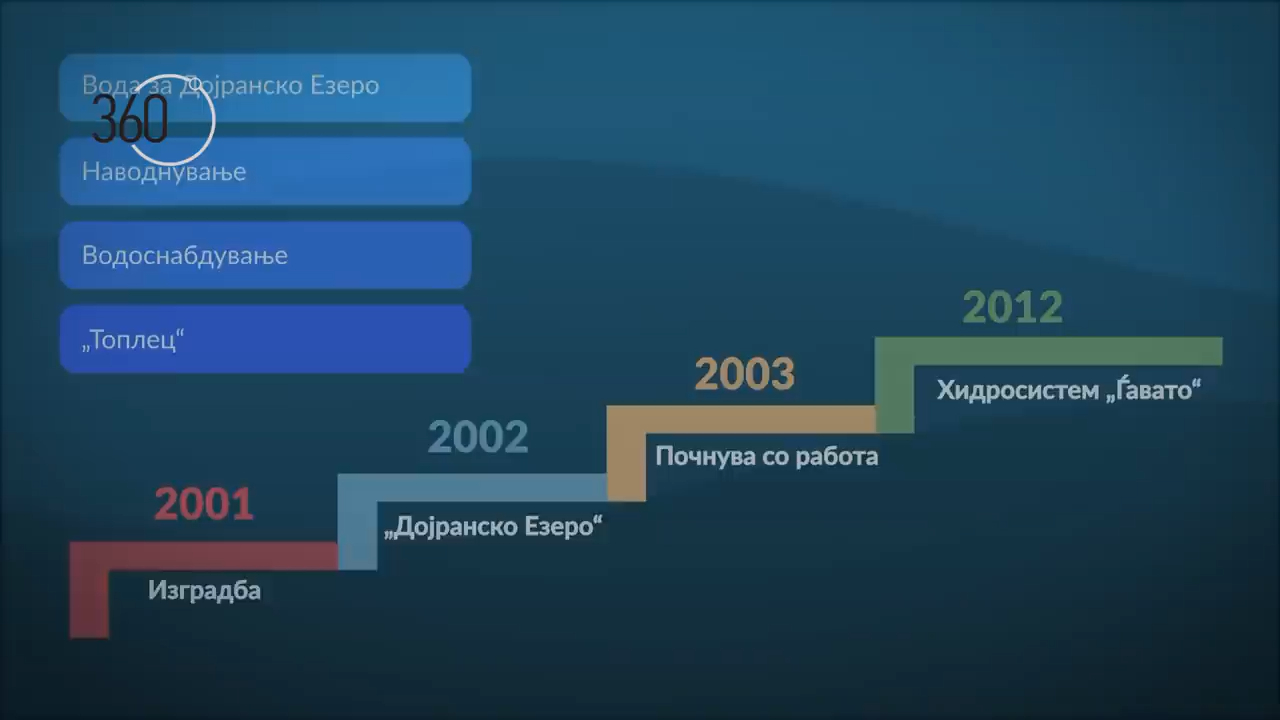 Вода за Дојранско Езеро
360
Наводнување
Водоснабдување
„Топлец“
2001
Изградба
2002
„Дојранско Езеро“
2003
Почнува со работа
2012
Хидросистем „Ѓавато“